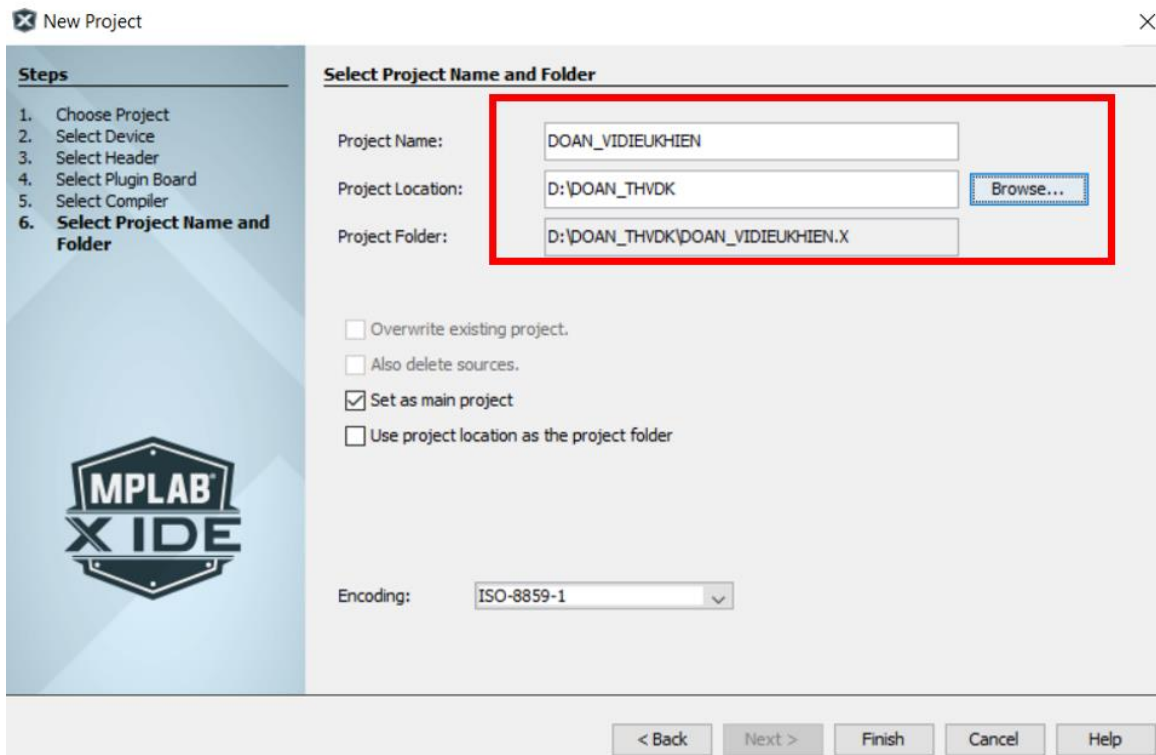 New Project
Steps
1. Choose Project
2. Select Device
3. Select Header
4. Select Plugin Board
5. Select Compiler
6. Select Project Name and
Folder
MPLAB®
X IDE
Select Project Name and Folder
Project Name: DOAN_VIDIEUKHIEN
Project Location: D:\DOAN_THVDK Browse...
Project Folder: D:\DOAN_THVDK\DOAN_VIDIEUKHIEN.X
Overwrite existing project.
Also delete sources.
Set as main project
Use project location as the project folder
Encoding: ISO-8859-1
< Back Next > Finish Cancel Help